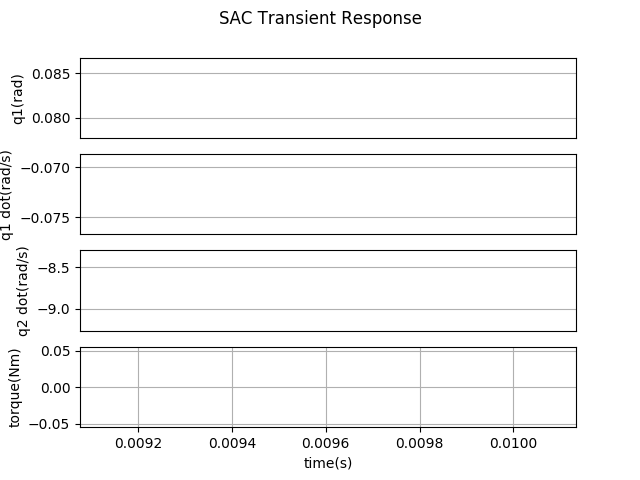 SAC Transient Response
q1(rad)
0.085
0.080
q1 dot(rad/s)
−0.070
−0.075
q2 dot(rad/s)
−8.5
−9.0
torque(Nm)
0.05
0.00
−0.05
0.0092 0.0094 0.0096 0.0098 0.0100
time(s)